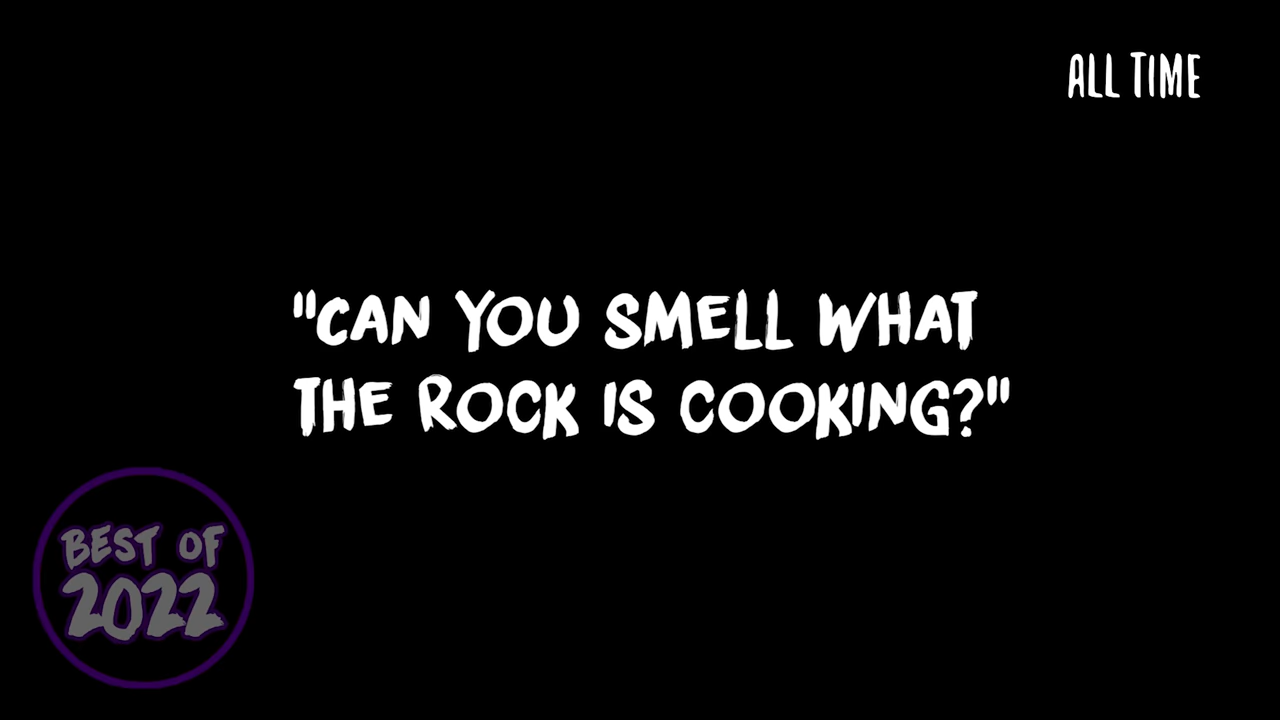 ALL TIME
"CAN YOU SMELL WHAT
THE ROCK IS COOKING?"
BEST OF
2022